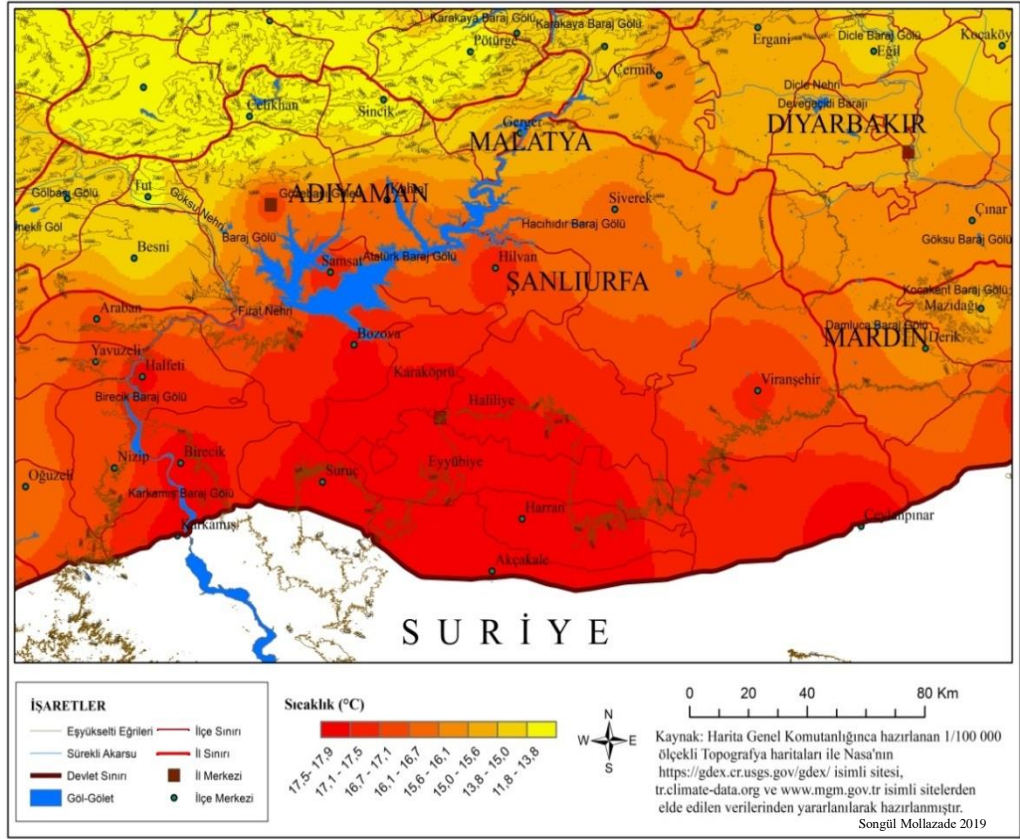 Karakaya Baraj Gölü
Karakaya Baraj Gölü
Pötürge
Ergani
Dicle Baraj Gölü
Eğil
Kocaköy
Çermik
Dicle Nehri
Devegeçidi Barajı
Çelikhan
Sincik
Gerger
MALATYA
DİYARBAKIR
Gölbaşı Gölü
Tut
Göksu Nehri
ADIYAMAN
Siverek
Çınar
İnekli Göl
Besni
Baraj Gölü
Hacıhıdır Baraj Gölü
Göksu Baraj Gölü
Samsat
Atatürk Baraj Gölü
Hilvan
ŞANLIURFA
Kocakent Baraj Gölü
Mazıdağı
Araban
Fırat Nehri
Damluca Baraj Gölü
MARDİN
Derik
Bozova
Yavuzeli
Halfeti
Karaköprü
Viranşehir
Birecik Baraj Gölü
Haliliye
Nizip
Birecik
Eyyübiye
Suruç
Oğuzeli
Karkamış Baraj Gölü
Harran
Karkamış
Ceylanpınar
Akçakale
SURİYE
İŞARETLER
Eşyükselti Eğrileri
İlçe Sınırı
Sürekli Akarsu
İl Sınırı
Devlet Sınırı
İl Merkezi
Göl-Gölet
İlçe Merkezi
Sıcaklık (°C)
17,5- 17,9
17,1 - 17,5
16,7 - 17,1
16,1 - 16,7
15,6 - 16,1
15,0 - 15,6
13,8 - 15,0
11,8 - 13,8
N
W E
S
0 20 40 80 Km
Kaynak: Harita Genel Komutanlığınca hazırlanan 1/100 000
ölçekli Topografya haritaları ile Nasa'nın
https://gdex.cr.usgs.gov/gdex/ isimli sitesi,
tr.climate-data.org ve www.mgm.gov.tr isimli sitelerden
elde edilen verilerinden yararlanılarak hazırlanmıştır.
Songül Mollazade 2019